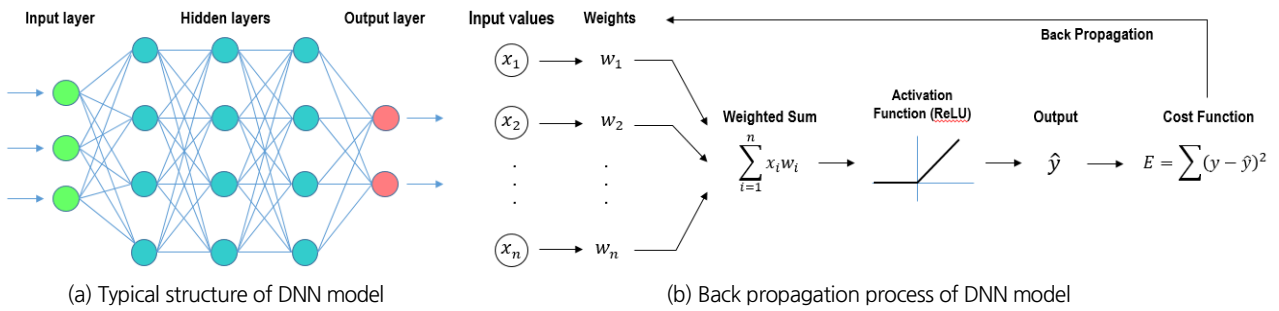 Input layer
Hidden layers
Output layer
(a) Typical structure of DNN model
Input values
Weights
Back Propagation
x₁
w₁
x₂
w₂
.
.
.
.
.
.
xₙ
wₙ
Weighted Sum
n
∑ xᵢwᵢ
i=1
Activation
Function (ReLU)
Output
ŷ
Cost Function
E = ∑(y − ŷ)²
(b) Back propagation process of DNN model